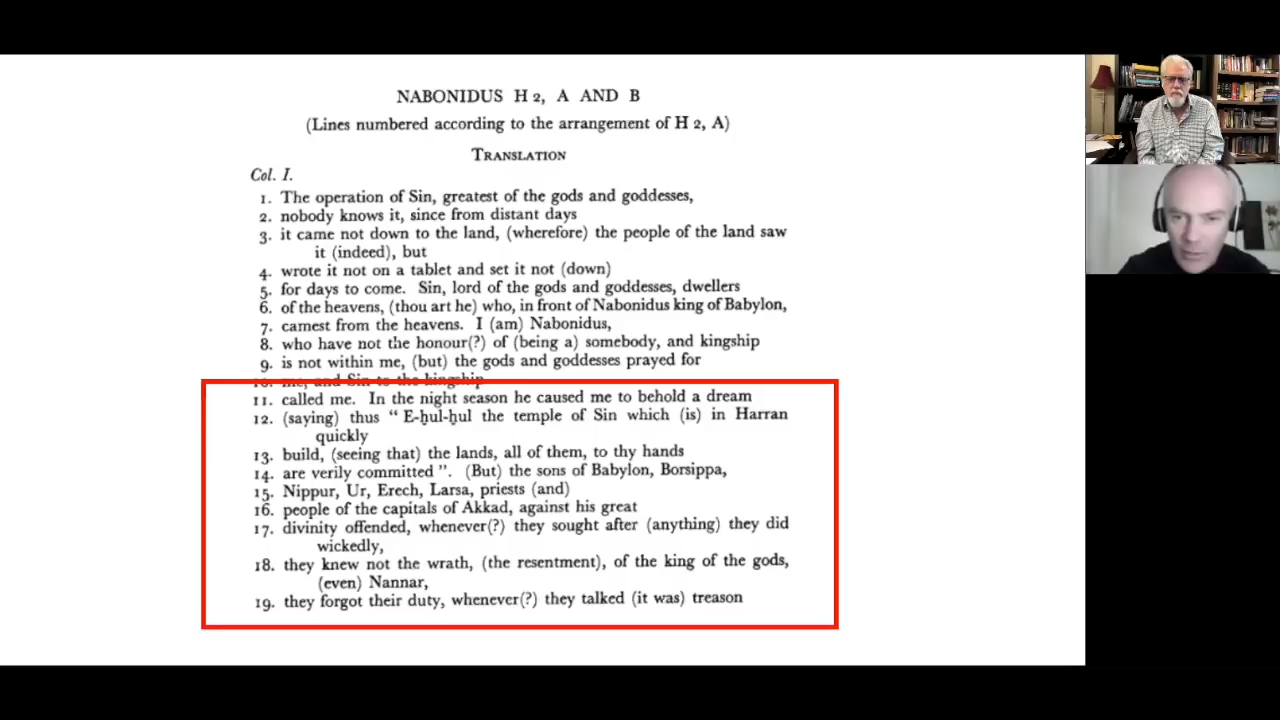 NABONIDUS H 2, A AND B
(Lines numbered according to the arrangement of H 2, A)
TRANSLATION
Col. I.
1. The operation of Sin, greatest of the gods and goddesses,
2. nobody knows it, since from distant days
3. it came not down to the land, (wherefore) the people of the land saw
it (indeed), but
4. wrote it not on a tablet and set it not (down)
5. for days to come. Sin, lord of the gods and goddesses, dwellers
6. of the heavens, (thou art he) who, in front of Nabonidus king of Babylon,
7. camest from the heavens. I (am) Nabonidus,
8. who have not the honour(?) of (being a) somebody, and kingship
9. is not within me, (but) the gods and goddesses prayed for
10. me, and Sin to the kingship
11. called me. In the night season he caused me to behold a dream
12. (saying) thus “ E-ḫul-ḫul the temple of Sin which (is) in Harran
quickly
13. build, (seeing that) the lands, all of them, to thy hands
14. are verily committed ”. (But) the sons of Babylon, Borsippa,
15. Nippur, Ur, Erech, Larsa, priests (and)
16. people of the capitals of Akkad, against his great
17. divinity offended, whenever(?) they sought after (anything) they did
wickedly,
18. they knew not the wrath, (the resentment), of the king of the gods,
(even) Nannar,
19. they forgot their duty, whenever(?) they talked (it was) treason